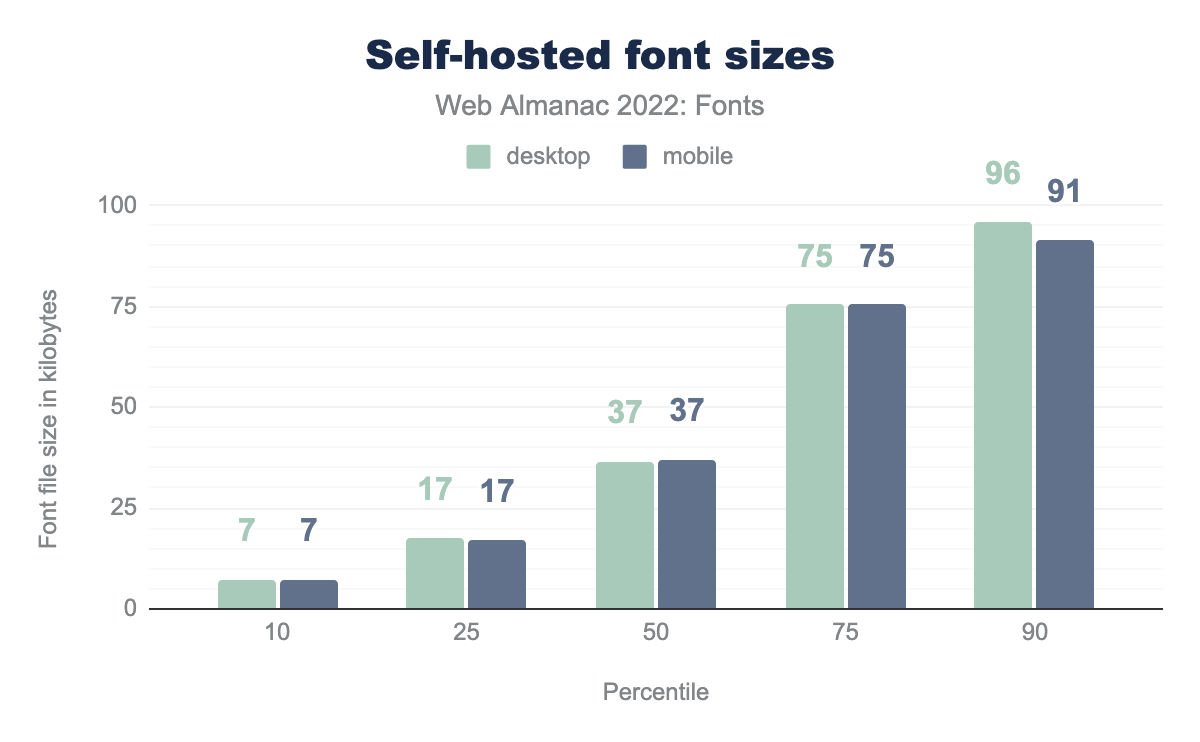 Self-hosted font sizes
Web Almanac 2022: Fonts
desktop mobile
Font file size in kilobytes
100
75
50
25
0
7 7
17 17
37 37
75 75
96 91
10 25 50 75 90
Percentile